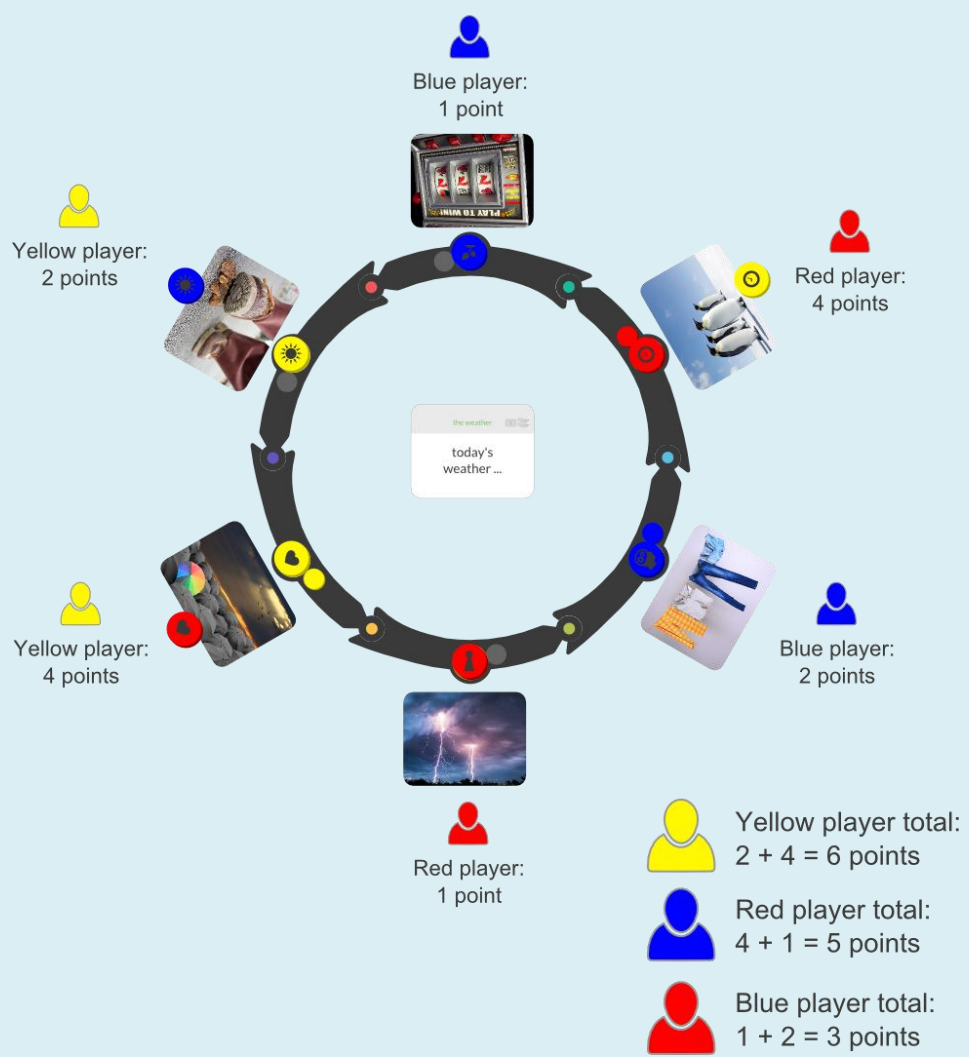 Blue player:
1 point
PLAY TO WIN!
Yellow player:
2 points
Red player:
4 points
the weather
today's
weather ...
Yellow player:
4 points
Blue player:
2 points
Red player:
1 point
Yellow player total:
2 + 4 = 6 points
Red player total:
4 + 1 = 5 points
Blue player total:
1 + 2 = 3 points